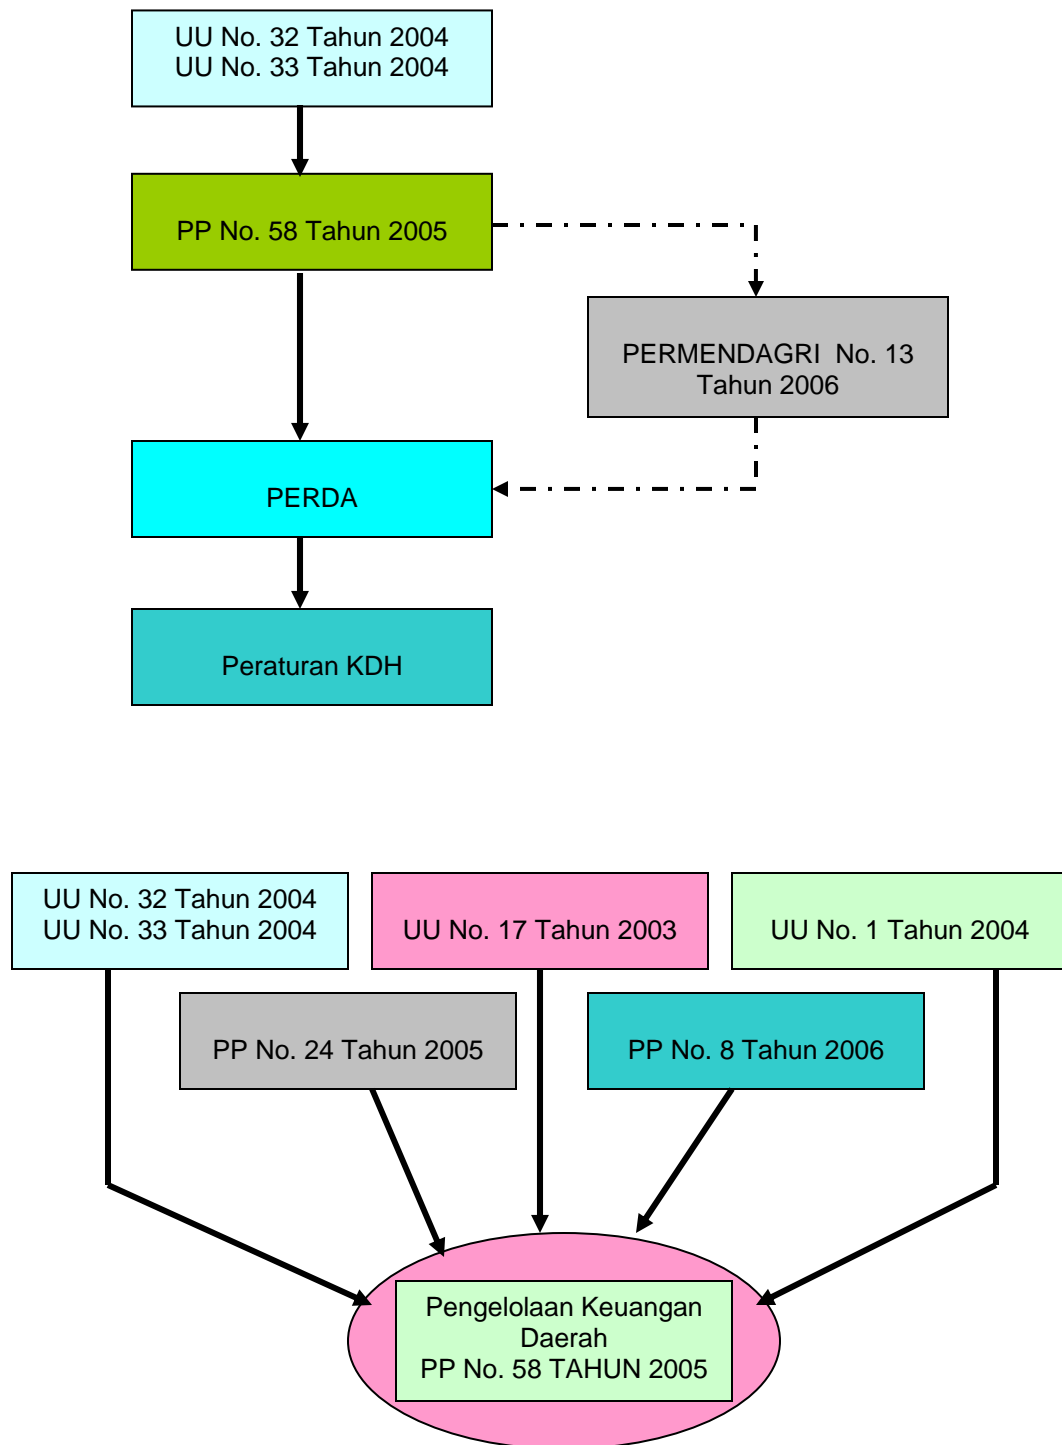 UU No. 32 Tahun 2004
UU No. 33 Tahun 2004
PP No. 58 Tahun 2005
PERMENDAGRI  No. 13
Tahun 2006
PERDA
Peraturan KDH
UU No. 32 Tahun 2004
UU No. 33 Tahun 2004
UU No. 17 Tahun 2003
UU No. 1 Tahun 2004
PP No. 24 Tahun 2005
PP No. 8 Tahun 2006
Pengelolaan Keuangan
Daerah
PP No. 58 TAHUN 2005